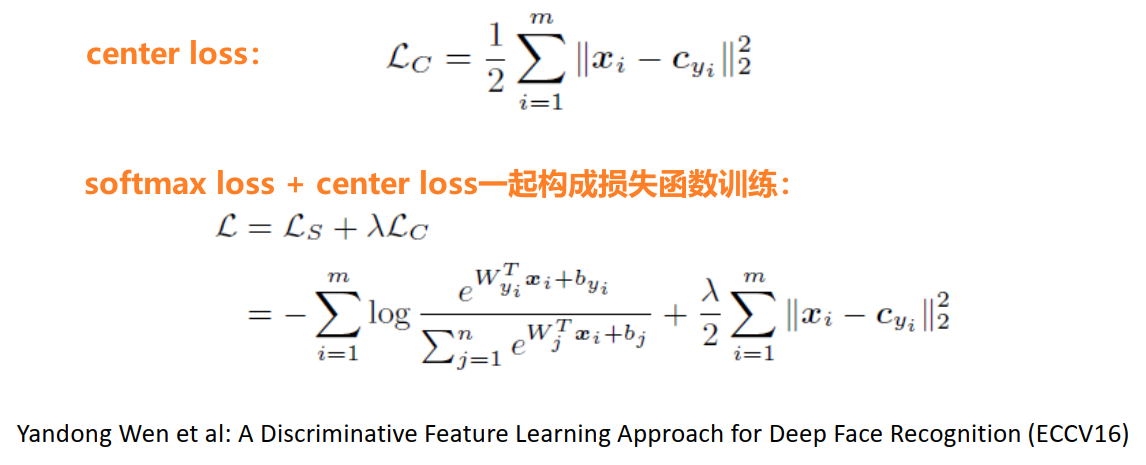 center loss: $\mathcal{L}_C = \frac{1}{2} \sum_{i=1}^{m} \| \boldsymbol{x}_i - \boldsymbol{c}_{y_i} \|_2^2$
softmax loss + center loss一起构成损失函数训练:
$\mathcal{L} = \mathcal{L}_S + \lambda \mathcal{L}_C$
$= - \sum_{i=1}^{m} \log \frac{e^{W_{y_i}^T \boldsymbol{x}_i + b_{y_i}}}{\sum_{j=1}^{n} e^{W_j^T \boldsymbol{x}_i + b_j}} + \frac{\lambda}{2} \sum_{i=1}^{m} \| \boldsymbol{x}_i - \boldsymbol{c}_{y_i} \|_2^2$
Yandong Wen et al: A Discriminative Feature Learning Approach for Deep Face Recognition (ECCV16)